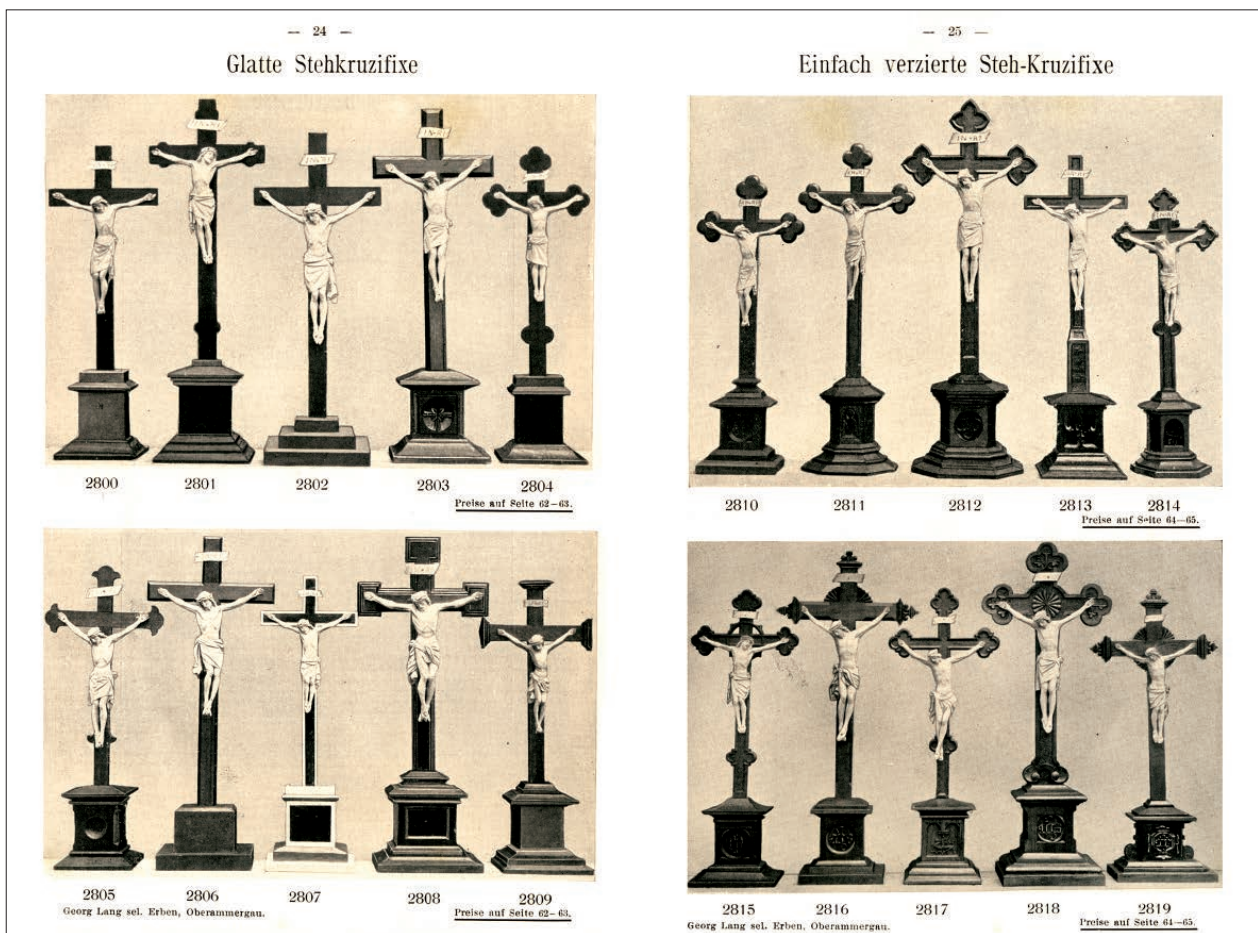 — 24 —
Glatte Stehkruzifixe
2800 2801 2802 2803 2804
Preise auf Seite 62—63.
2805 2806 2807 2808 2809
Georg Lang sel. Erben, Oberammergau.
Preise auf Seite 62—63.
— 25 —
Einfach verzierte Steh-Kruzifixe
2810 2811 2812 2813 2814
Preise auf Seite 64—65.
2815 2816 2817 2818 2819
Georg Lang sel. Erben, Oberammergau.
Preise auf Seite 64—65.